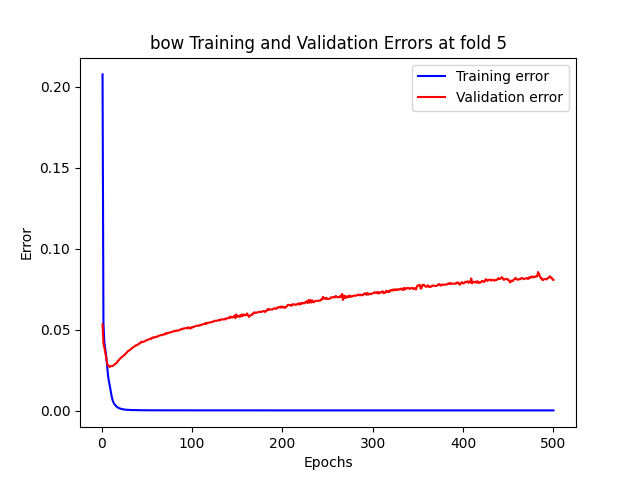 bow Training and Validation Errors at fold 5
Training error
Validation error
0.20
0.15
0.10
0.05
0.00
Error
0
100
200
300
400
500
Epochs